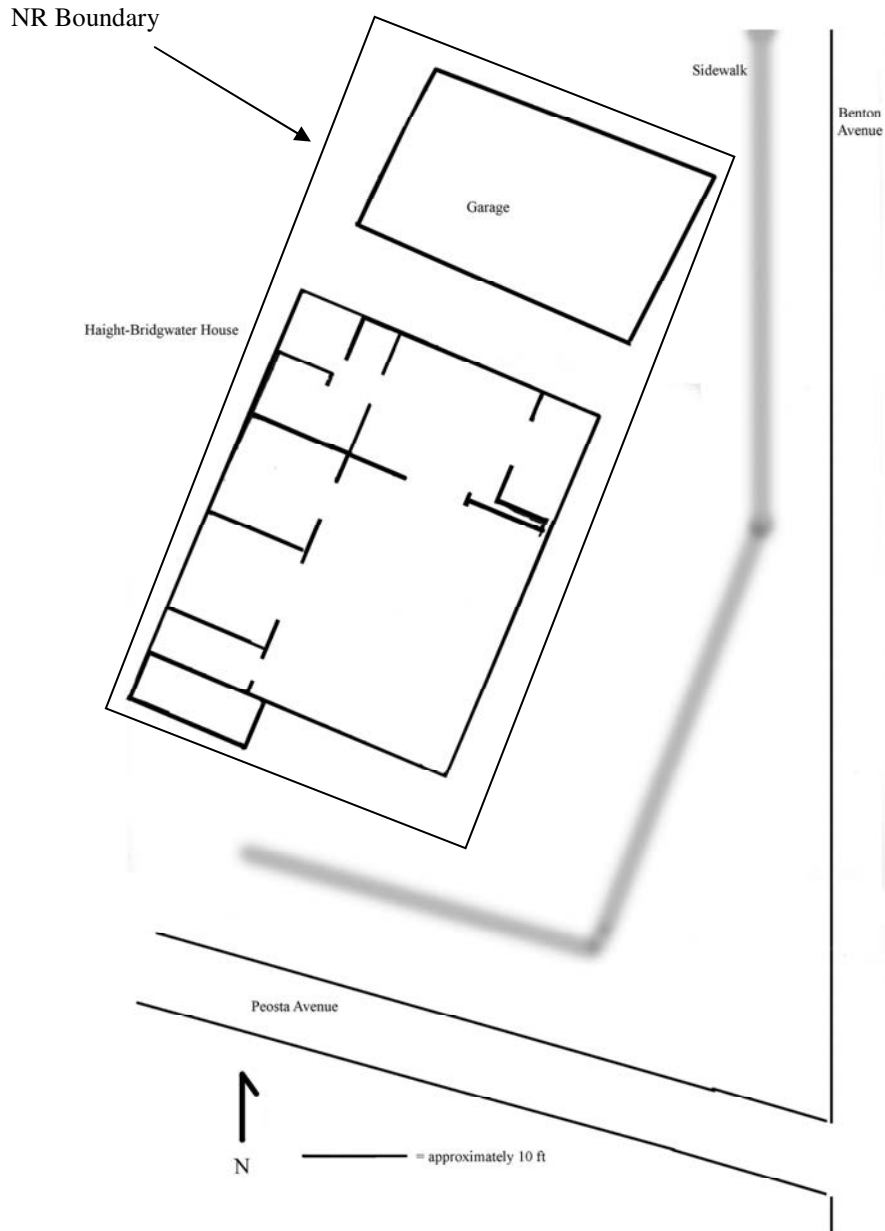 NR Boundary
Sidewalk
Benton
Avenue
Garage
Haight-Bridgwater House
Peosta Avenue
N
= approximately 10 ft